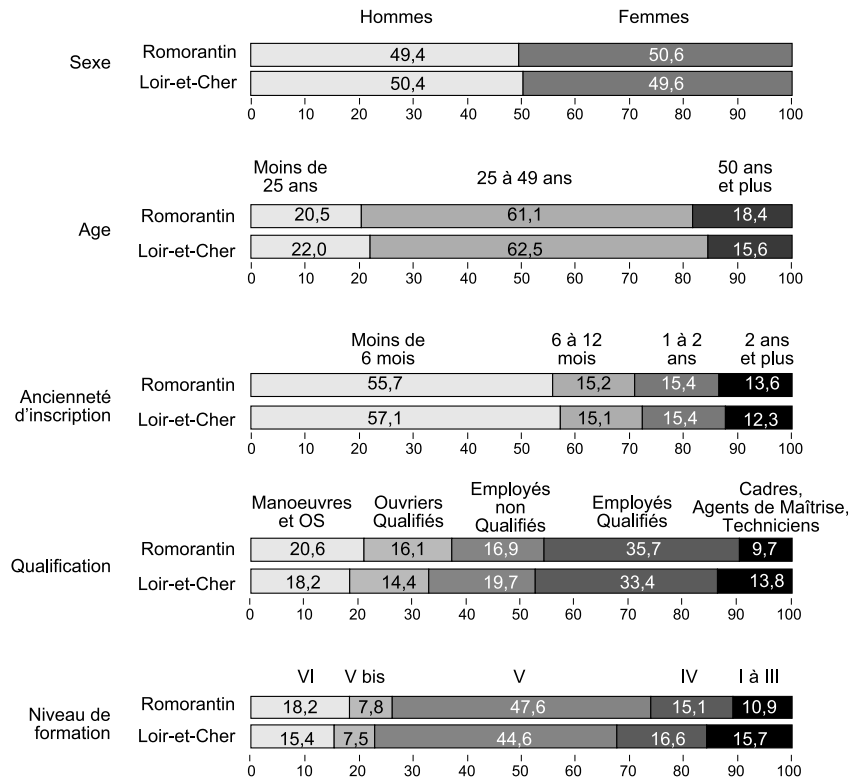 Hommes Femmes
Sexe
Romorantin 49,4 50,6
Loir-et-Cher 50,4 49,6
0 10 20 30 40 50 60 70 80 90 100
Moins de 25 ans 25 à 49 ans 50 ans et plus
Age
Romorantin 20,5 61,1 18,4
Loir-et-Cher 22,0 62,5 15,6
0 10 20 30 40 50 60 70 80 90 100
Moins de 6 mois 6 à 12 mois 1 à 2 ans 2 ans et plus
Ancienneté d'inscription
Romorantin 55,7 15,2 15,4 13,6
Loir-et-Cher 57,1 15,1 15,4 12,3
0 10 20 30 40 50 60 70 80 90 100
Manoeuvres et OS Ouvriers Qualifiés Employés non Qualifiés Employés Qualifiés Cadres, Agents de Maîtrise, Techniciens
Qualification
Romorantin 20,6 16,1 16,9 35,7 9,7
Loir-et-Cher 18,2 14,4 19,7 33,4 13,8
0 10 20 30 40 50 60 70 80 90 100
VI V bis V IV I à III
Niveau de formation
Romorantin 18,2 7,8 47,6 15,1 10,9
Loir-et-Cher 15,4 7,5 44,6 16,6 15,7
0 10 20 30 40 50 60 70 80 90 100